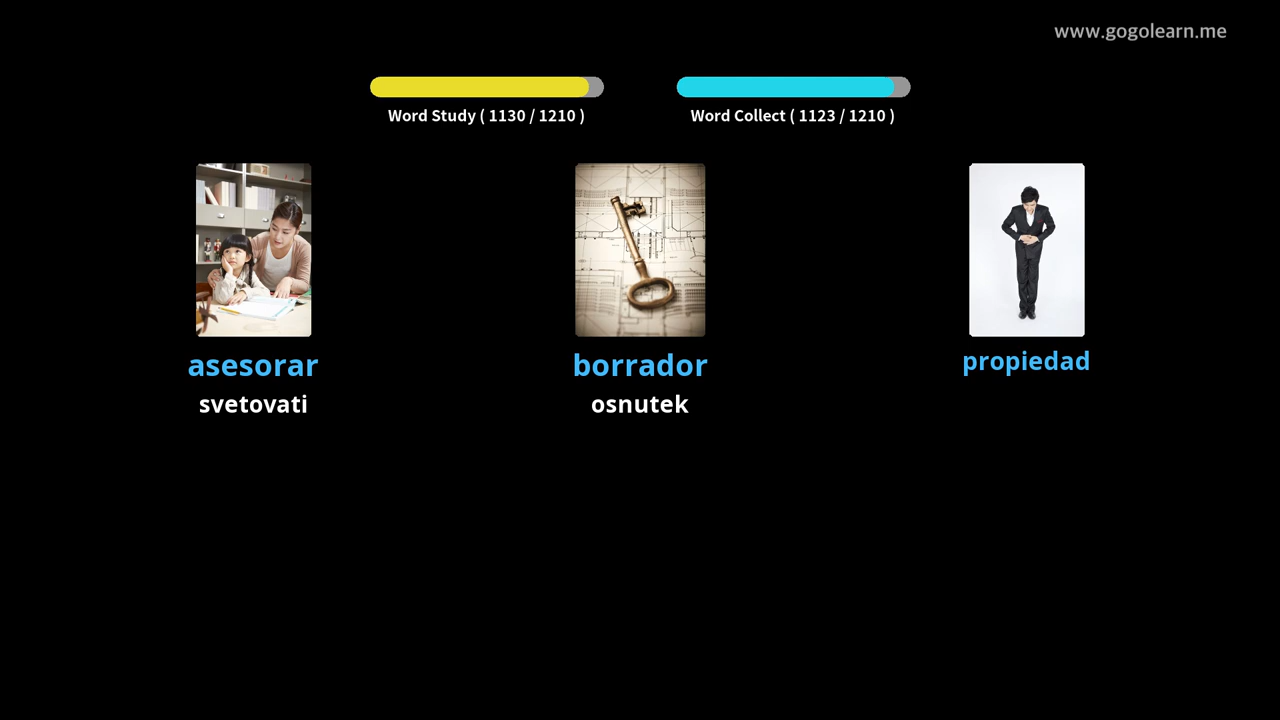 www.gogolearn.me
Word Study ( 1130 / 1210 )
Word Collect ( 1123 / 1210 )
asesorar
svetovati
borrador
osnutek
propiedad